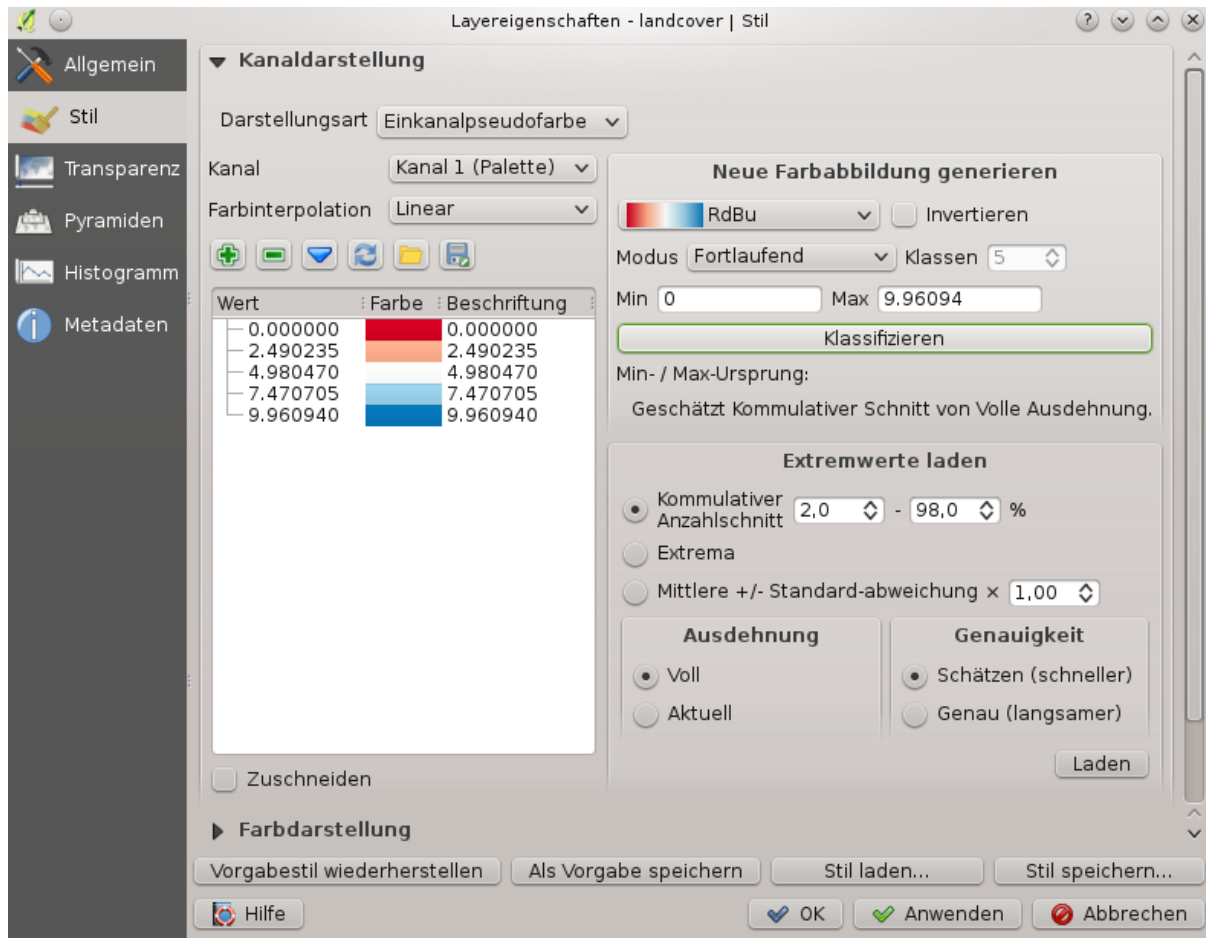 Layereigenschaften - landcover | Stil
Allgemein
Stil
Transparenz
Pyramiden
Histogramm
Metadaten
Kanaldarstellung
Darstellungsart Einkanalpseudofarbe
Kanal Kanal 1 (Palette)
Farbinterpolation Linear
Wert Farbe Beschriftung
0.000000 0.000000
2.490235 2.490235
4.980470 4.980470
7.470705 7.470705
9.960940 9.960940
Zuschneiden
Neue Farbabbildung generieren
RdBu Invertieren
Modus Fortlaufend Klassen 5
Min 0 Max 9.96094
Klassifizieren
Min- / Max-Ursprung:
Geschätzt Kommulativer Schnitt von Volle Ausdehnung.
Extremwerte laden
Kommulativer
Anzahlschnitt 2,0 - 98,0 %
Extrema
Mittlere +/- Standard-abweichung × 1,00
Ausdehnung
Voll
Aktuell
Genauigkeit
Schätzen (schneller)
Genau (langsamer)
Laden
Farbdarstellung
Vorgabestil wiederherstellen Als Vorgabe speichern Stil laden... Stil speichern...
Hilfe OK Anwenden Abbrechen